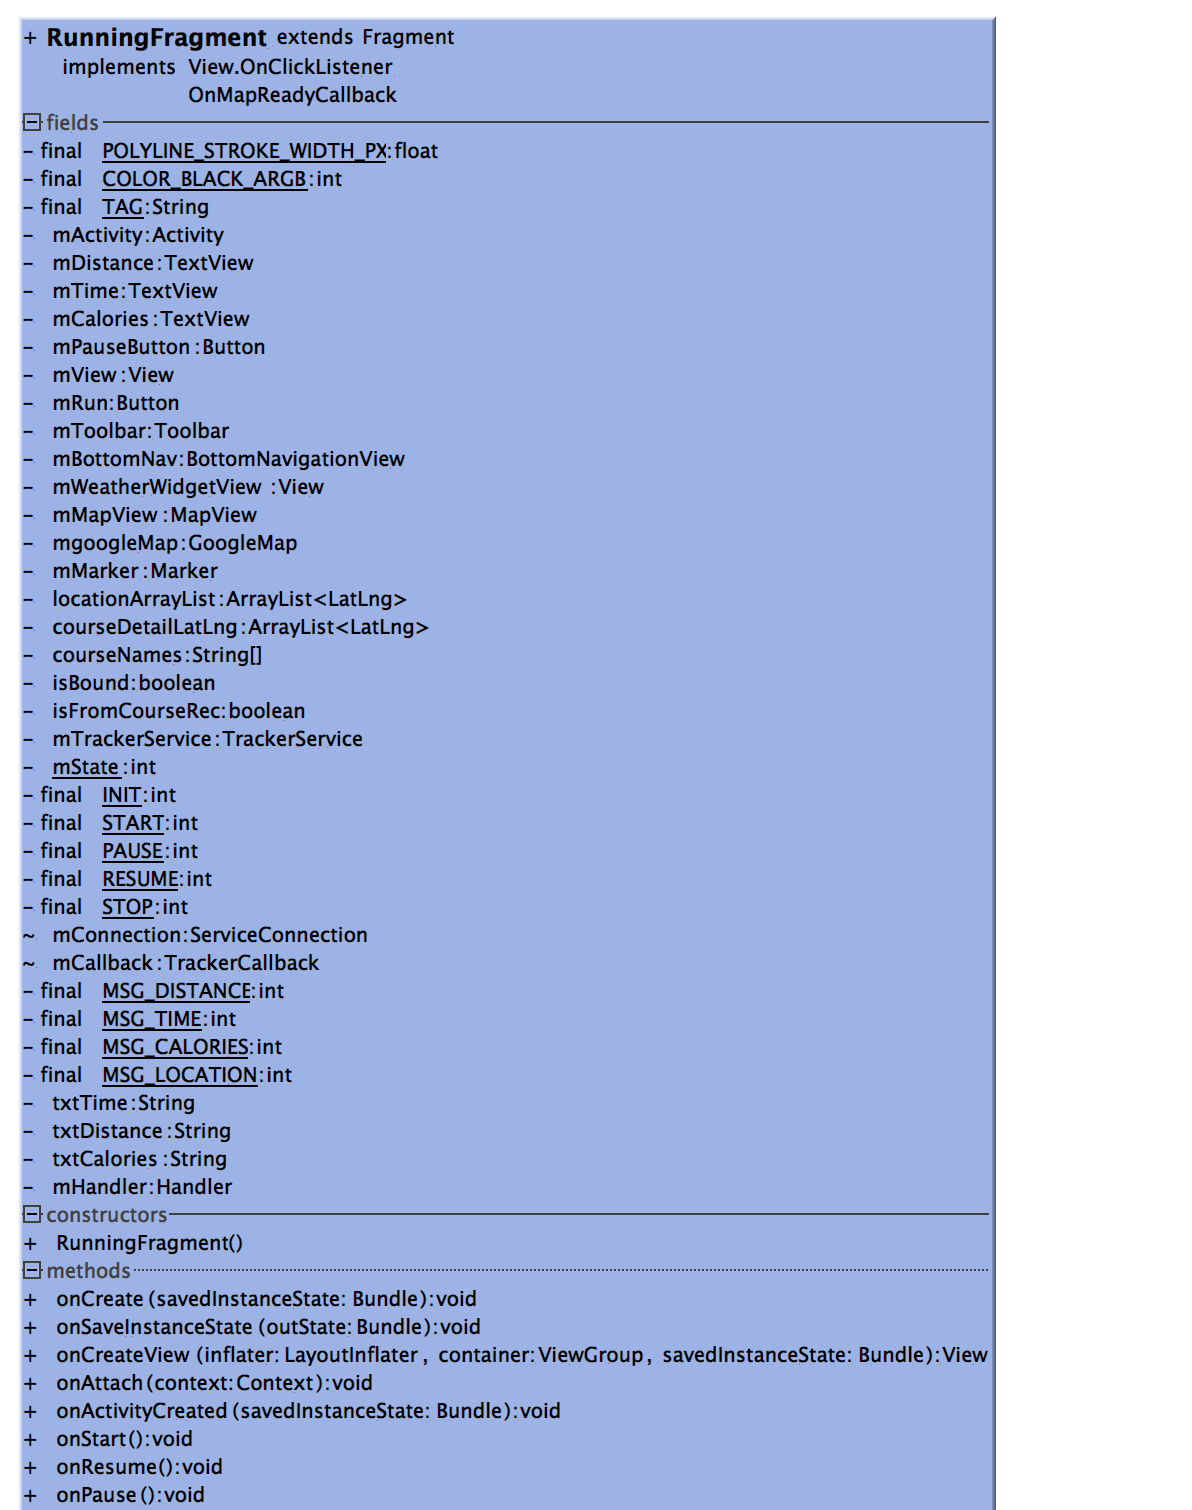 + RunningFragment extends Fragment
implements View.OnClickListener
OnMapReadyCallback
fields
- final POLYLINE_STROKE_WIDTH_PX:float
- final COLOR_BLACK_ARGB:int
- final TAG:String
- mActivity:Activity
- mDistance:TextView
- mTime:TextView
- mCalories:TextView
- mPauseButton:Button
- mView:View
- mRun:Button
- mToolbar:Toolbar
- mBottomNav:BottomNavigationView
- mWeatherWidgetView :View
- mMapView:MapView
- mgoogleMap:GoogleMap
- mMarker:Marker
- locationArrayList:ArrayList<LatLng>
- courseDetailLatLng:ArrayList<LatLng>
- courseNames:String[]
- isBound:boolean
- isFromCourseRec:boolean
- mTrackerService:TrackerService
- mState:int
- final INIT:int
- final START:int
- final PAUSE:int
- final RESUME:int
- final STOP:int
~ mConnection:ServiceConnection
~ mCallback:TrackerCallback
- final MSG_DISTANCE:int
- final MSG_TIME:int
- final MSG_CALORIES:int
- final MSG_LOCATION:int
- txtTime:String
- txtDistance:String
- txtCalories:String
- mHandler:Handler
constructors
+ RunningFragment()
methods
+ onCreate(savedInstanceState: Bundle):void
+ onSaveInstanceState(outState:Bundle):void
+ onCreateView(inflater: LayoutInflater, container:ViewGroup, savedInstanceState: Bundle):View
+ onAttach(context:Context):void
+ onActivityCreated(savedInstanceState: Bundle):void
+ onStart():void
+ onResume():void
+ onPause():void